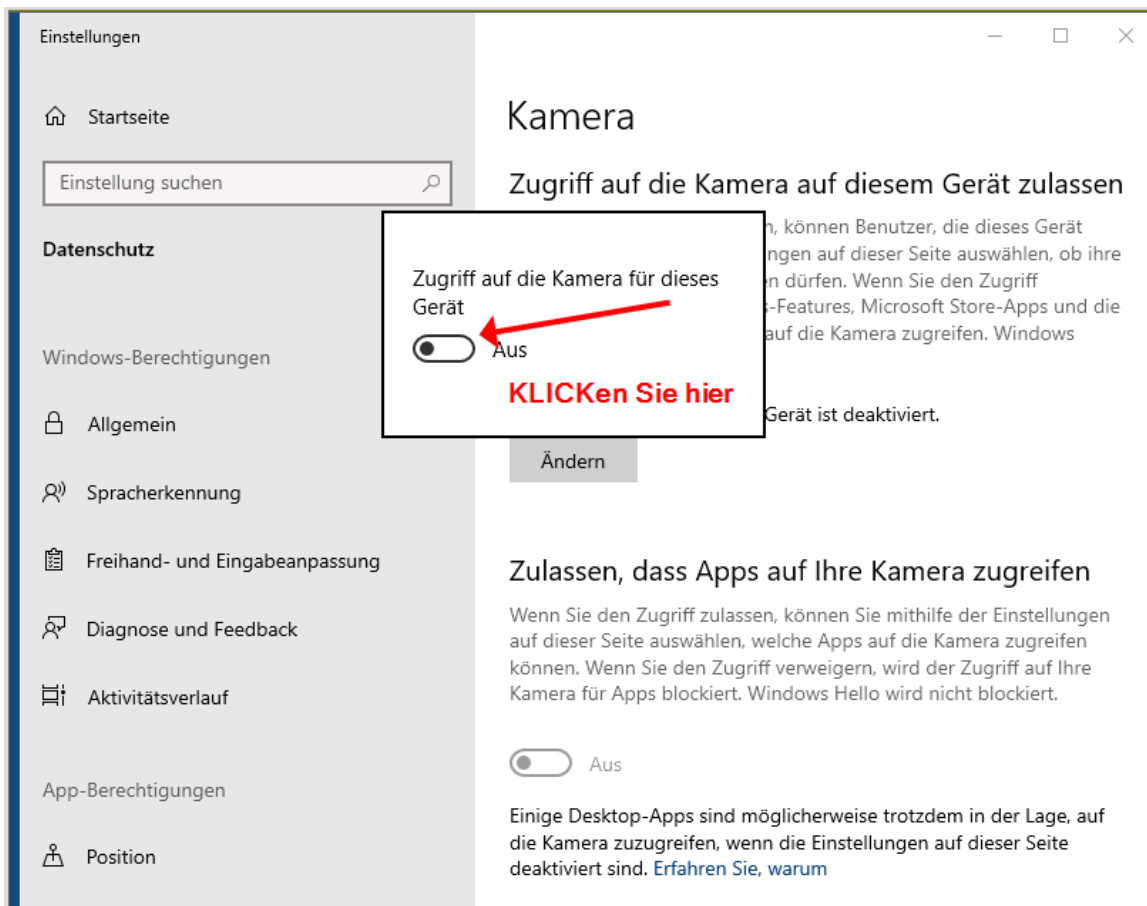 Einstellungen
Startseite
Einstellung suchen
Datenschutz
Windows-Berechtigungen
Allgemein
Spracherkennung
Freihand- und Eingabeanpassung
Diagnose und Feedback
Aktivitätsverlauf
App-Berechtigungen
Position
Kamera
Zugriff auf die Kamera auf diesem Gerät zulassen
können Benutzer, die dieses Gerät
auf dieser Seite auswählen, ob ihre
dürfen. Wenn Sie den Zugriff
-Features, Microsoft Store-Apps und die
auf die Kamera zugreifen. Windows
Zugriff auf die Kamera für dieses
Gerät
Aus
KLICKen Sie hier
Gerät ist deaktiviert.
Ändern
Zulassen, dass Apps auf Ihre Kamera zugreifen
Wenn Sie den Zugriff zulassen, können Sie mithilfe der Einstellungen
auf dieser Seite auswählen, welche Apps auf die Kamera zugreifen
können. Wenn Sie den Zugriff verweigern, wird der Zugriff auf Ihre
Kamera für Apps blockiert. Windows Hello wird nicht blockiert.
Aus
Einige Desktop-Apps sind möglicherweise trotzdem in der Lage, auf
die Kamera zuzugreifen, wenn die Einstellungen auf dieser Seite
deaktiviert sind. Erfahren Sie, warum